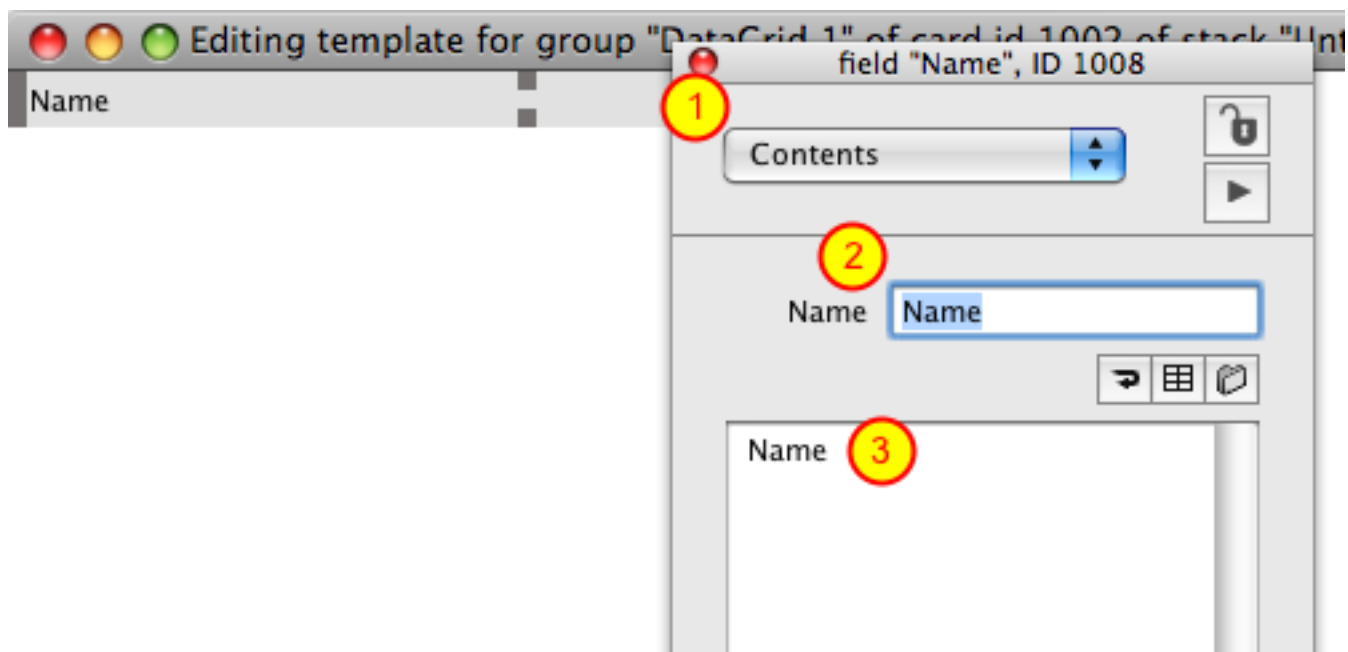 Editing template for group "DataGrid 1" of card id 1002 of stack "Unt
field "Name", ID 1008
Name
1
Contents
2
Name Name
Name 3